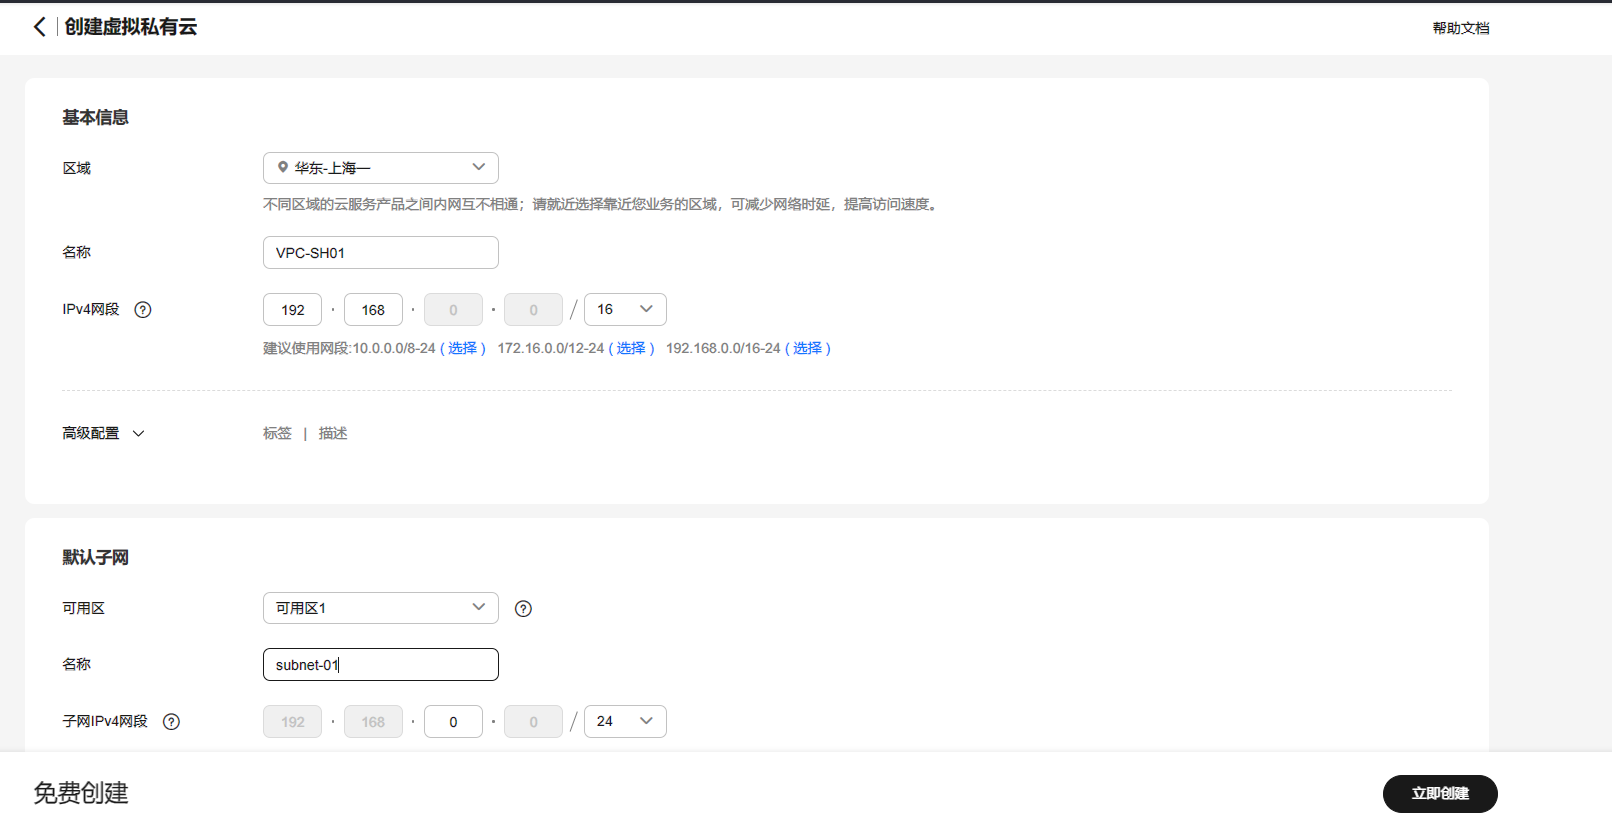 创建虚拟私有云
帮助文档
基本信息
区域
华东-上海一
不同区域的云服务产品之间内网互不相通；请就近选择靠近您业务的区域，可减少网络时延，提高访问速度。
名称
VPC-SH01
IPv4网段 ? 192 · 168 · 0 · 0 / 16
建议使用网段:10.0.0.0/8-24 ( 选择 ) 172.16.0.0/12-24 ( 选择 ) 192.168.0.0/16-24 ( 选择 )
高级配置
标签 | 描述
默认子网
可用区
可用区1 ?
名称
subnet-01
子网IPv4网段 ? 192 · 168 · 0 · 0 / 24
免费创建
立即创建